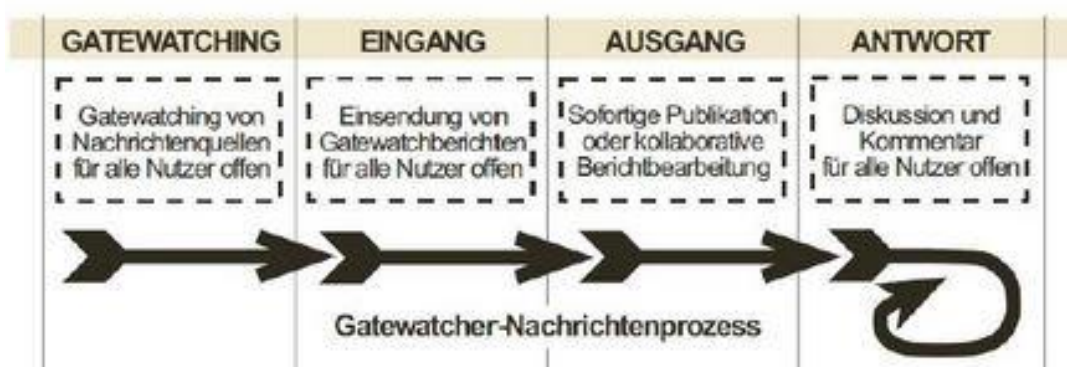 GATEWATCHING
EINGANG
AUSGANG
ANTWORT
Gatewatching von
Nachrichtenquellen
für alle Nutzer offen
Einsendung von
Gatewatchberichten
für alle Nutzer offen
Sofortige Publikation
oder kollaborative
Berichtbearbeitung
Diskussion und
Kommentar
für alle Nutzer offen
Gatewatcher-Nachrichtenprozess